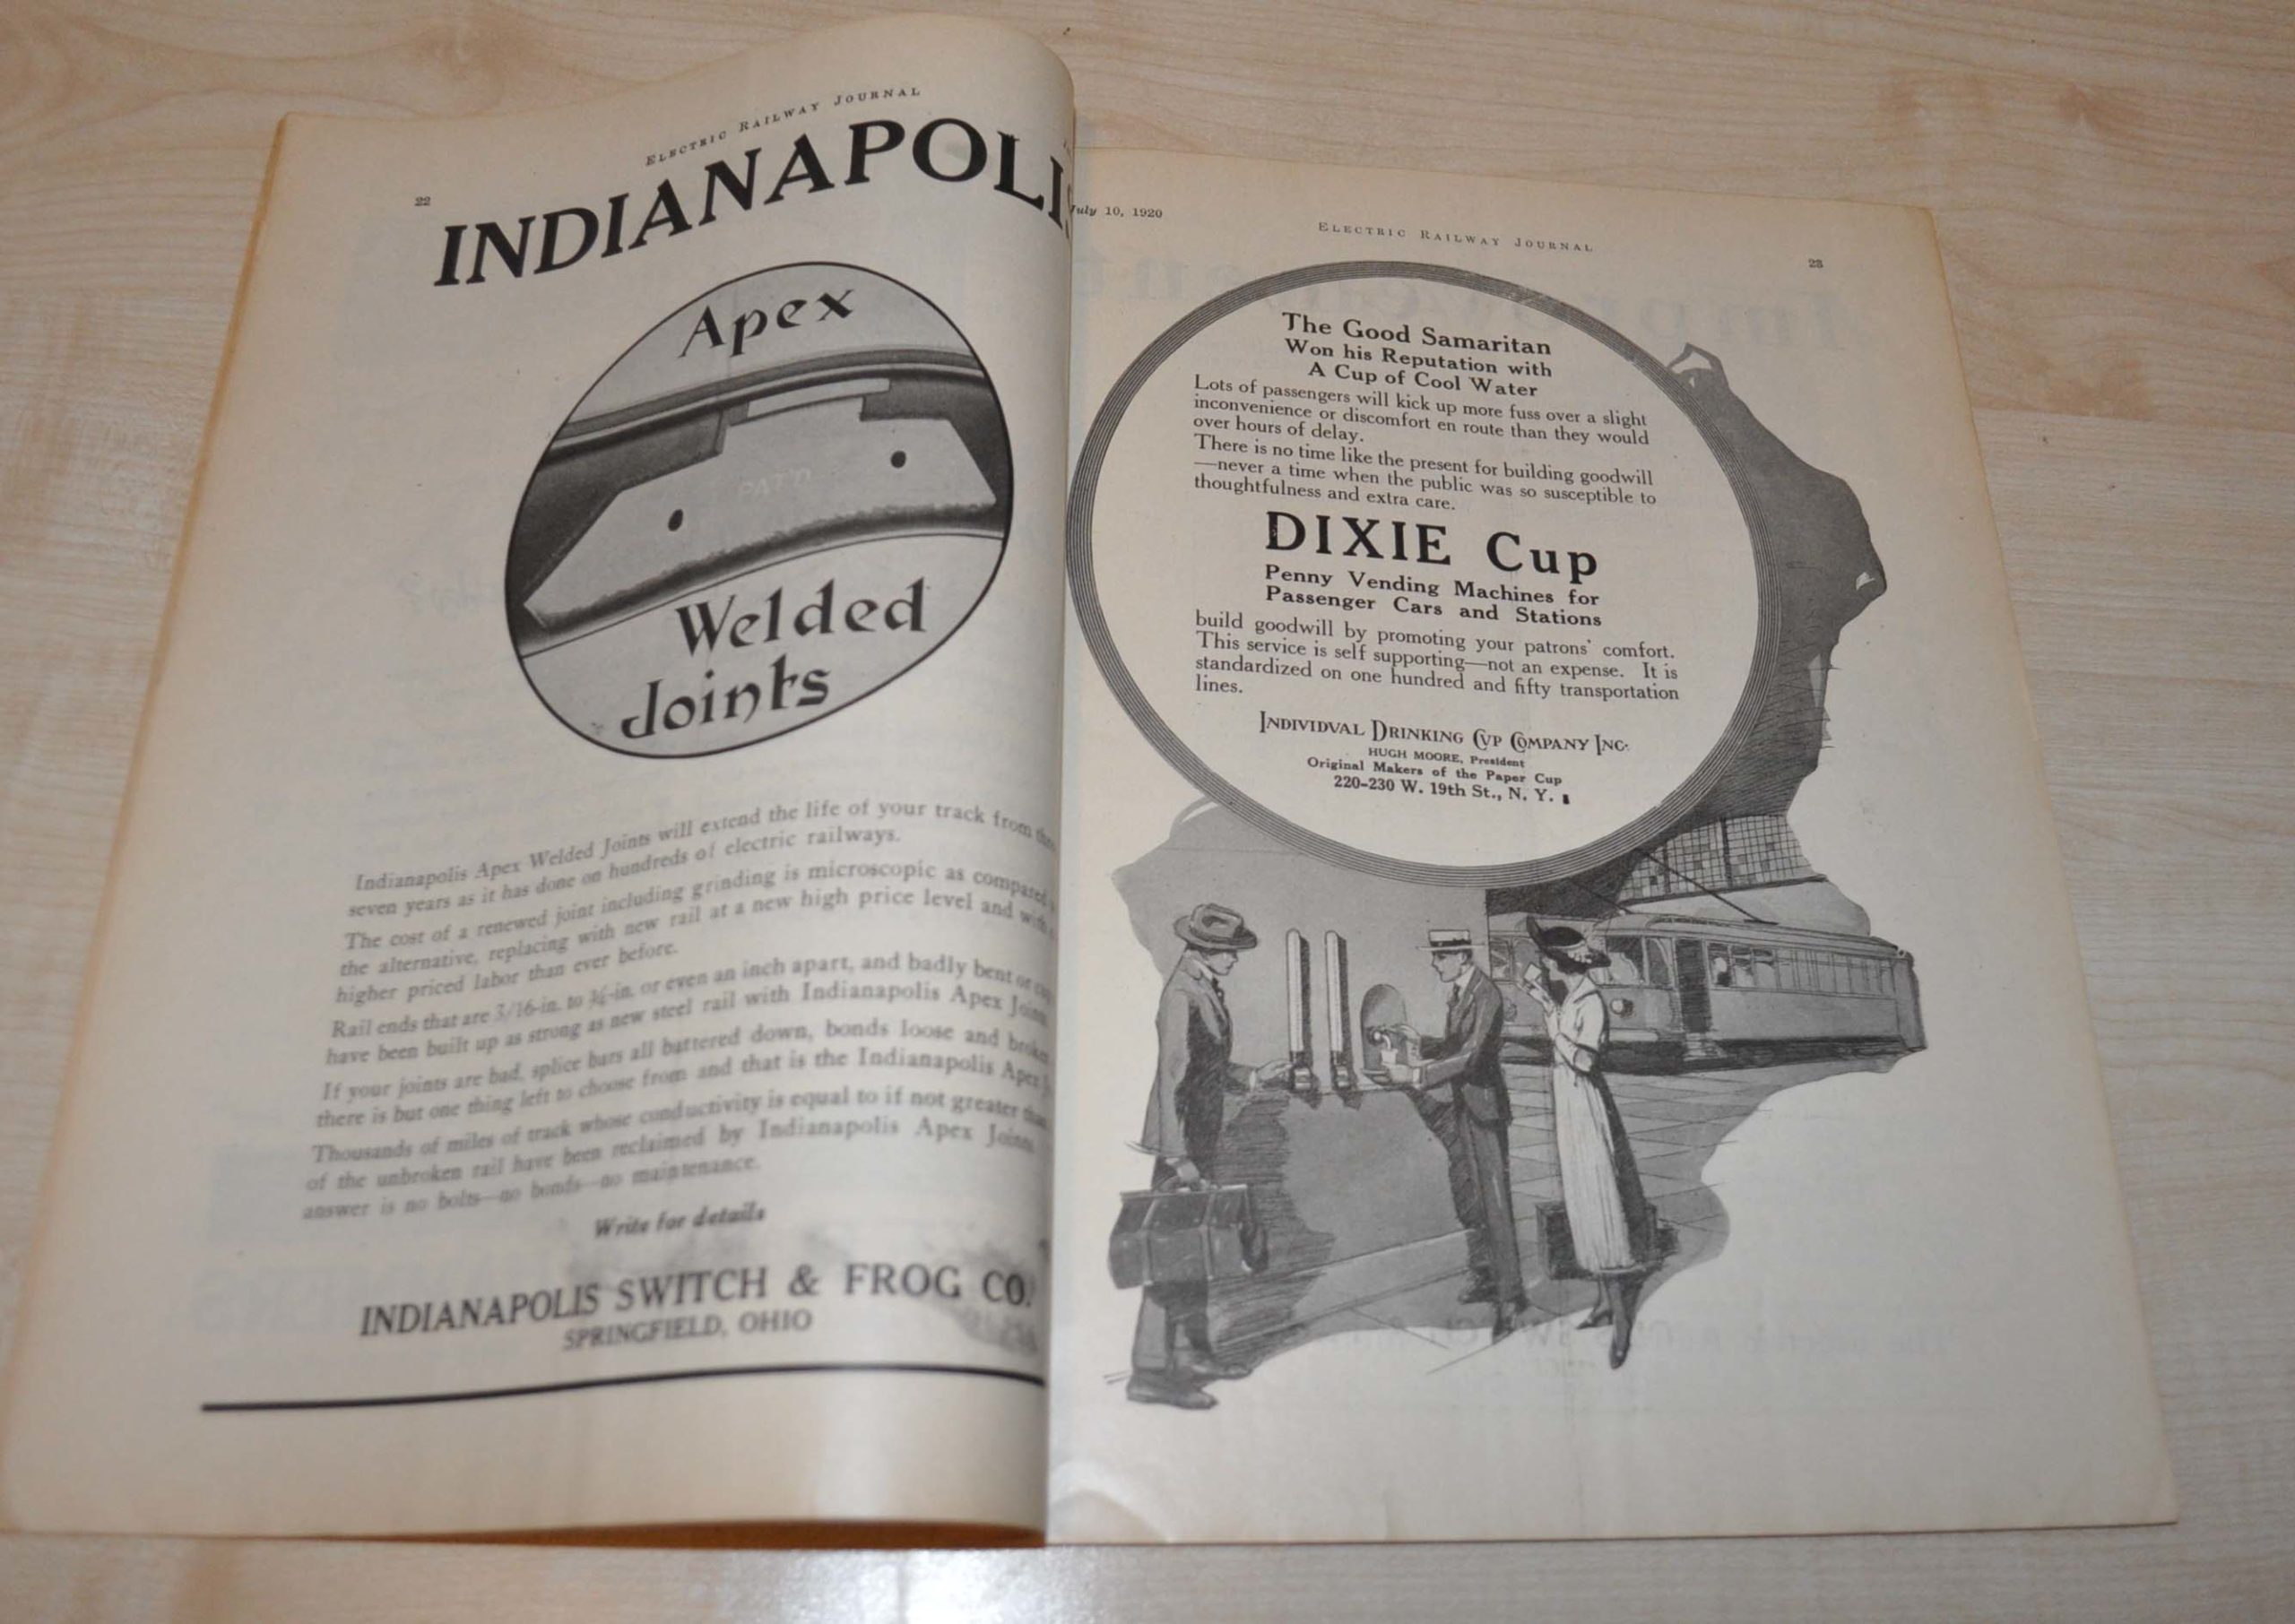 22
ELECTRIC RAILWAY JOURNAL
INDIANAPOLIS
Apex
PAT'D
Welded
Joints
Indianapolis Apex Welded Joints will extend the life of your track from
seven years as it has done on hundreds of electric railways.
The cost of a renewed joint including grinding is microscopic as compared
the alternative, replacing with new rail at a new high price level and with
higher priced labor than ever before.
Rail ends that are 3/16-in. to ¾-in. or even an inch apart, and badly bent or
have been built up as strong as new steel rail with Indianapolis Apex Joints
If your joints are bad, splice bars all battered down, bonds loose and broken
there is but one thing left to choose from and that is the Indianapolis Apex
Thousands of miles of track whose conductivity is equal to if not greater than
of the unbroken rail have been reclaimed by Indianapolis Apex Joints
answer is no bolts—no bonds—no maintenance.
Write for details
INDIANAPOLIS SWITCH & FROG CO.
SPRINGFIELD, OHIO
July 10, 1920
ELECTRIC RAILWAY JOURNAL
23
The Good Samaritan
Won his Reputation with
A Cup of Cool Water
Lots of passengers will kick up more fuss over a slight
inconvenience or discomfort en route than they would
over hours of delay.
There is no time like the present for building goodwill
—never a time when the public was so susceptible to
thoughtfulness and extra care.
DIXIE Cup
Penny Vending Machines for
Passenger Cars and Stations
build goodwill by promoting your patrons' comfort.
This service is self supporting—not an expense. It is
standardized on one hundred and fifty transportation
lines.
INDIVIDVAL DRINKING CVP COMPANY INC.
HUGH MOORE, President
Original Makers of the Paper Cup
220-230 W. 19th St., N. Y.